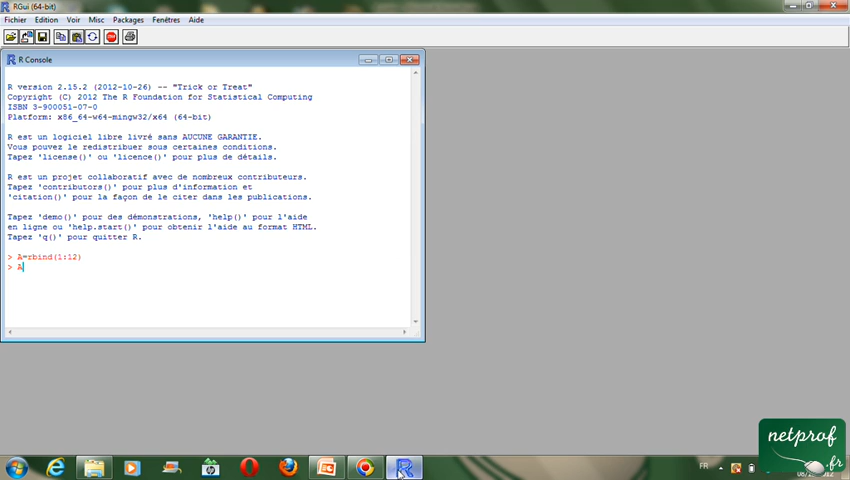 RGui (64-bit)
Fichier Edition Voir Misc Packages Fenêtres Aide
STOP
R Console
R version 2.15.2 (2012-10-26) -- "Trick or Treat"
Copyright (C) 2012 The R Foundation for Statistical Computing
ISBN 3-900051-07-0
Platform: x86_64-w64-mingw32/x64 (64-bit)
R est un logiciel libre livré sans AUCUNE GARANTIE.
Vous pouvez le redistribuer sous certaines conditions.
Tapez 'license()' ou 'licence()' pour plus de détails.
R est un projet collaboratif avec de nombreux contributeurs.
Tapez 'contributors()' pour plus d'information et
'citation()' pour la façon de le citer dans les publications.
Tapez 'demo()' pour des démonstrations, 'help()' pour l'aide
en ligne ou 'help.start()' pour obtenir l'aide au format HTML.
Tapez 'q()' pour quitter R.
> A=rbind(1:12)
> A
netprof
.fr
FR